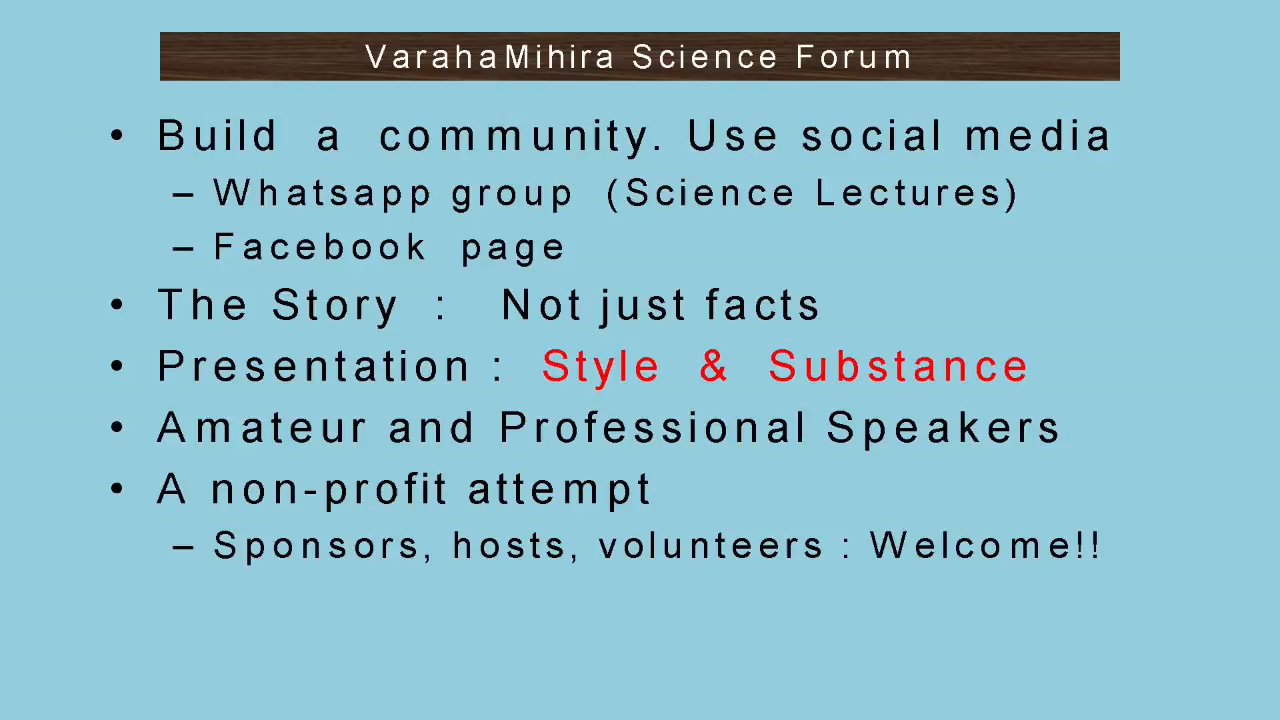 VarahaMihira Science Forum
• Build a community. Use social media
– Whatsapp group (Science Lectures)
– Facebook page
• The Story : Not just facts
• Presentation : Style & Substance
• Amateur and Professional Speakers
• A non-profit attempt
– Sponsors, hosts, volunteers : Welcome!!